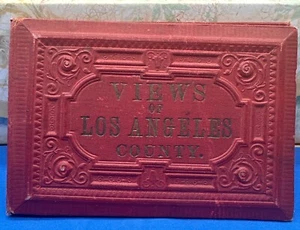 VIEWS
OF
LOS ANGELES
COUNTY.